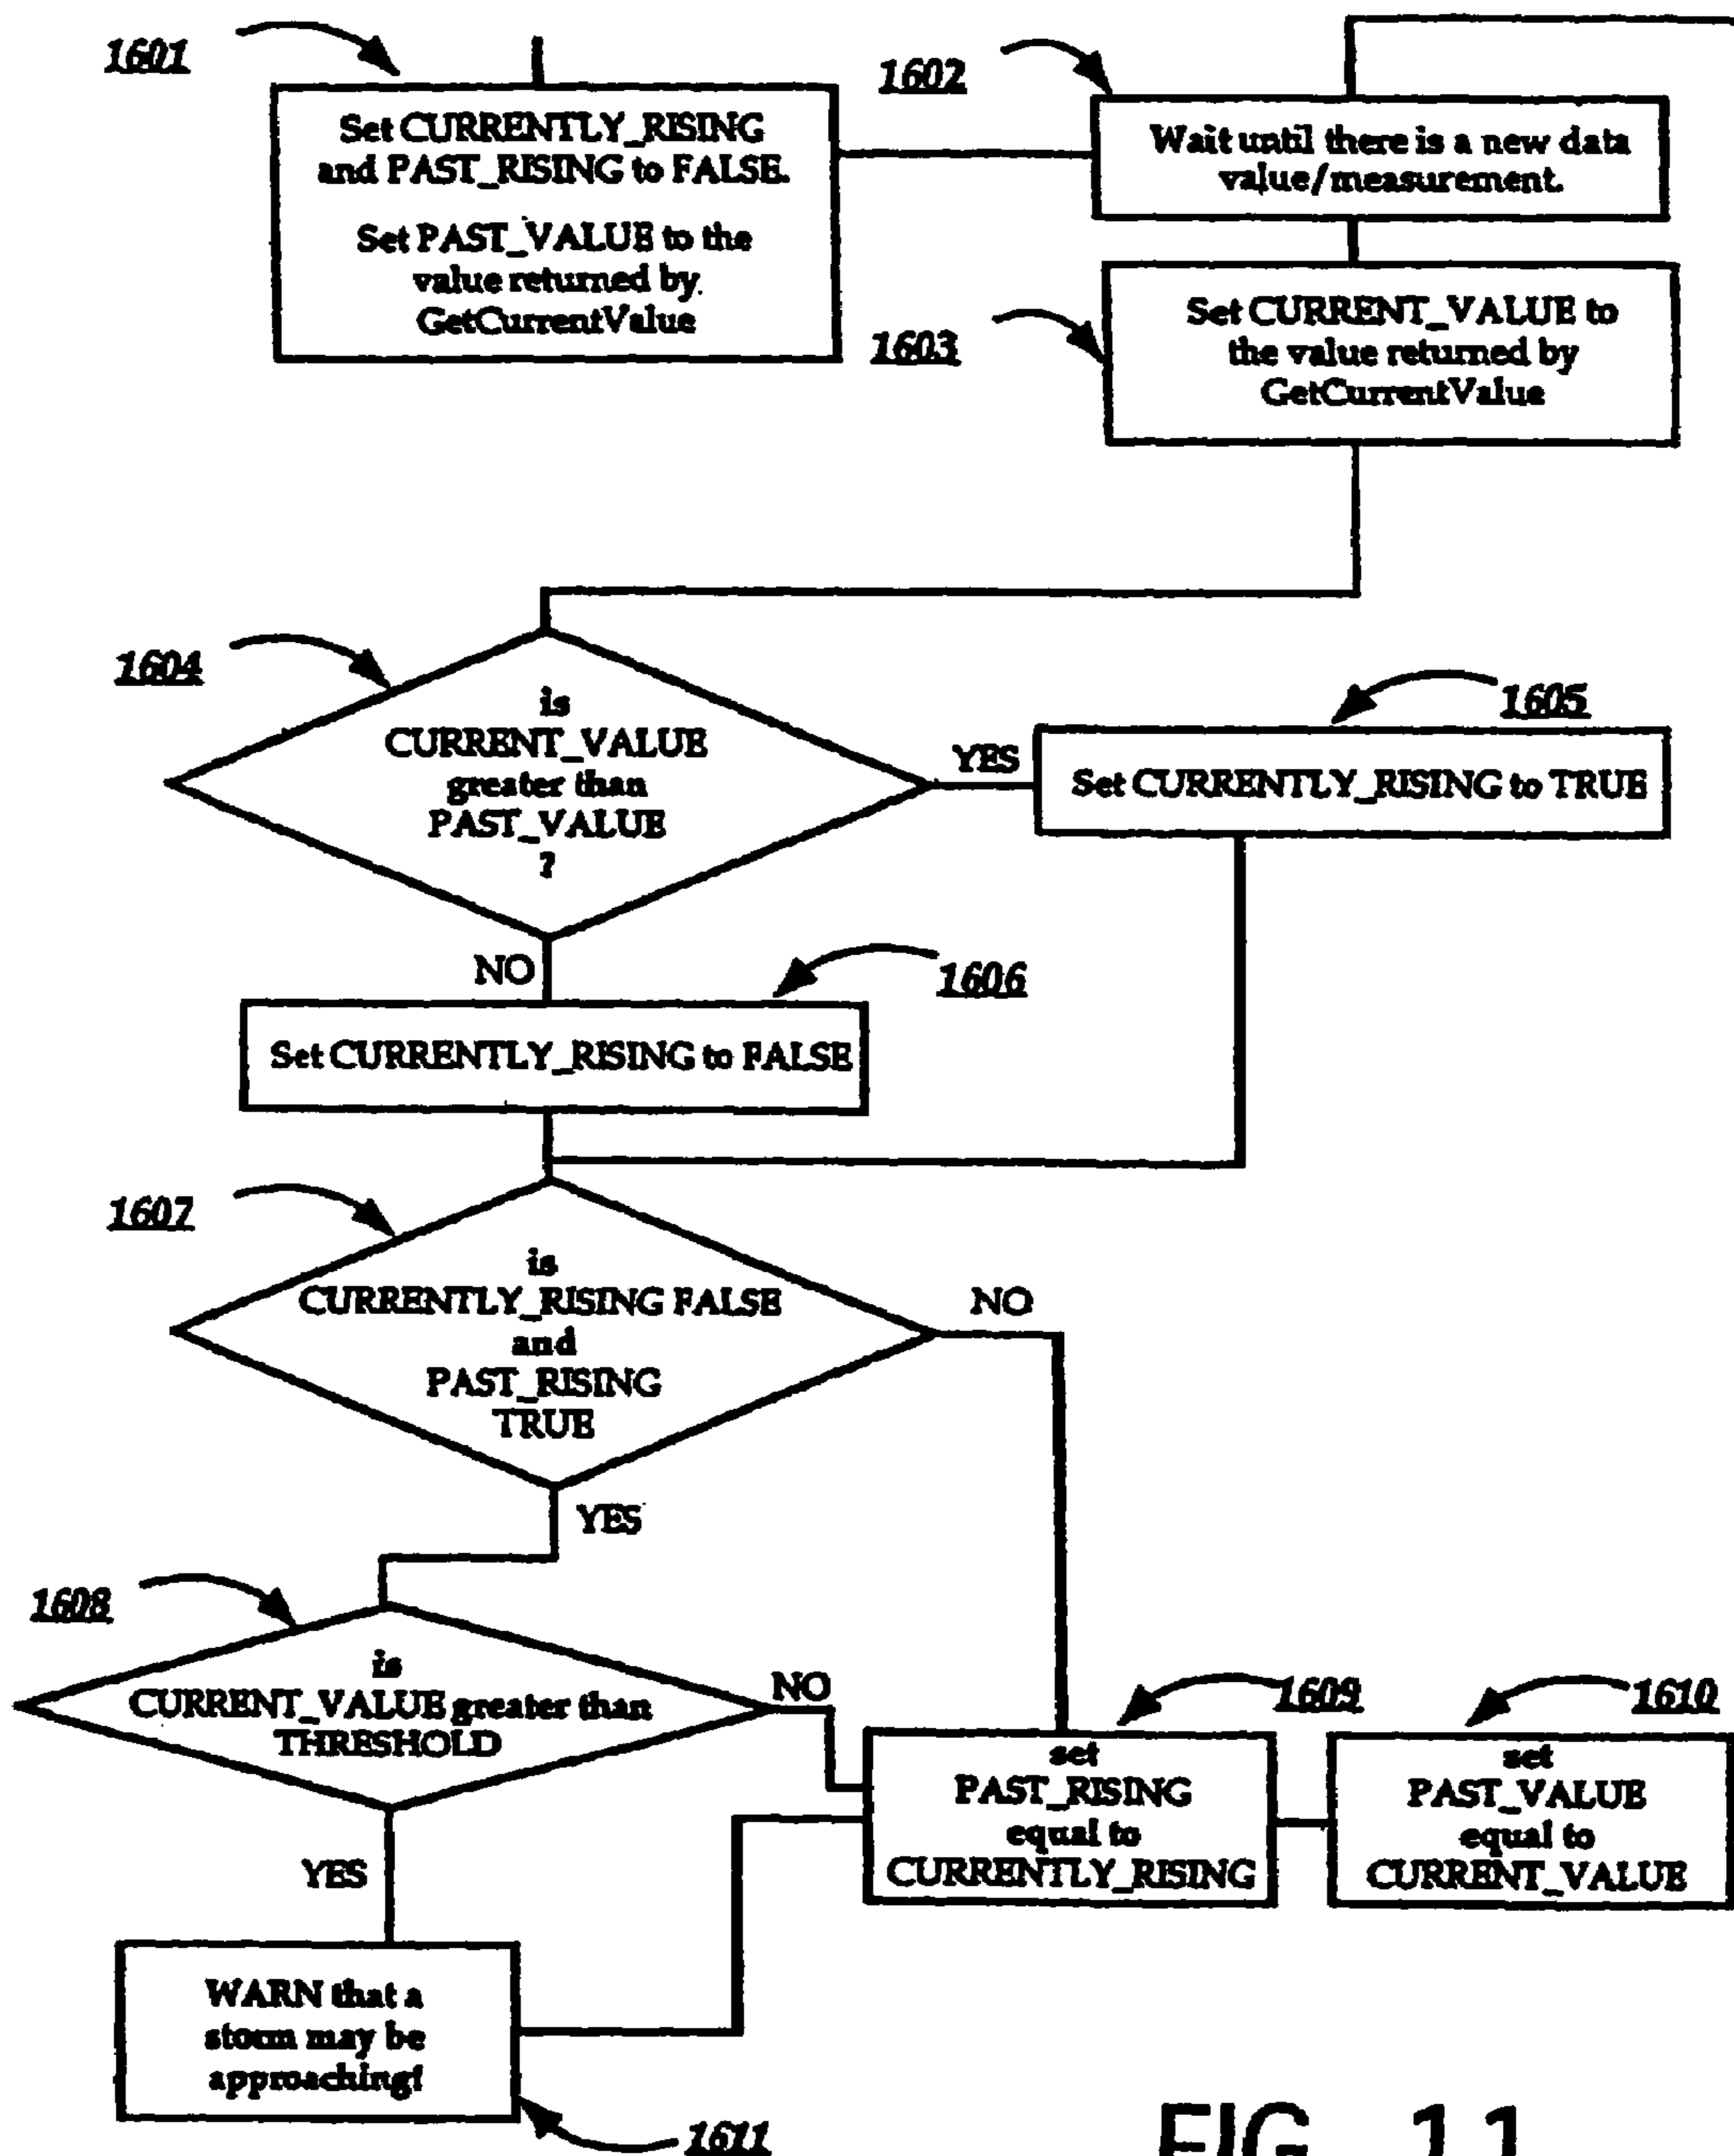 1601
Set CURRENTLY_RISING
and PAST_RISING to FALSE.
Set PAST_VALUE to the
value returned by
GetCurrentValue
1602
Wait until there is a new data
value/measurement.
1603
Set CURRENT_VALUE to
the value returned by
GetCurrentValue
1604
is
CURRENT_VALUE
greater than
PAST_VALUE
?
YES
1605
Set CURRENTLY_RISING to TRUE
NO
1606
Set CURRENTLY_RISING to FALSE
1607
is
CURRENTLY_RISING FALSE
and
PAST_RISING
TRUE
NO
YES
1608
is
CURRENT_VALUE greater than
THRESHOLD
NO
YES
1609
set
PAST_RISING
equal to
CURRENTLY_RISING
1610
set
PAST_VALUE
equal to
CURRENT_VALUE
WARN that a
storm may be
approaching!
1611
FIG. 11